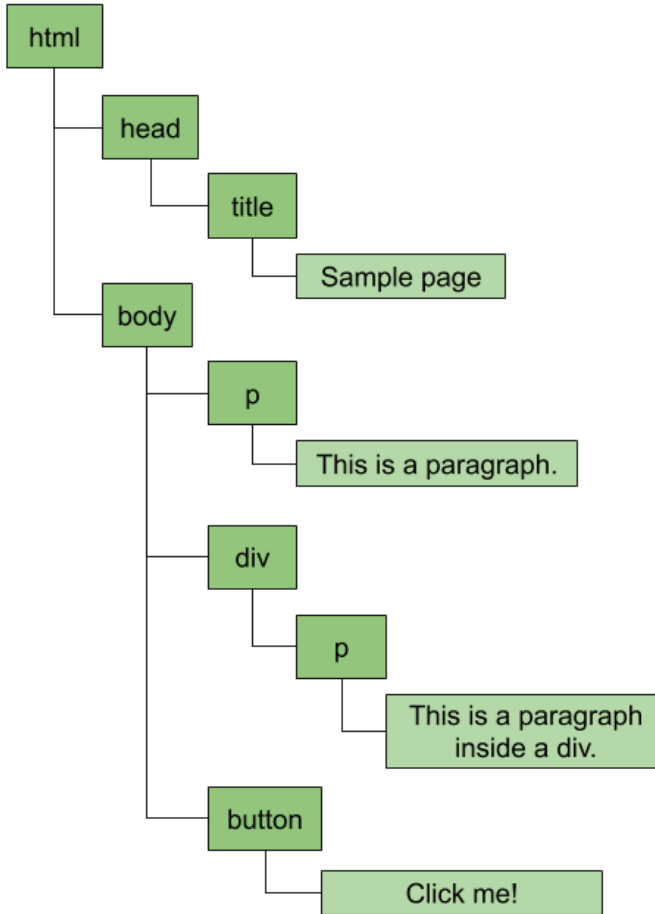 html
head
title
Sample page
body
p
This is a paragraph.
div
p
This is a paragraph
inside a div.
button
Click me!